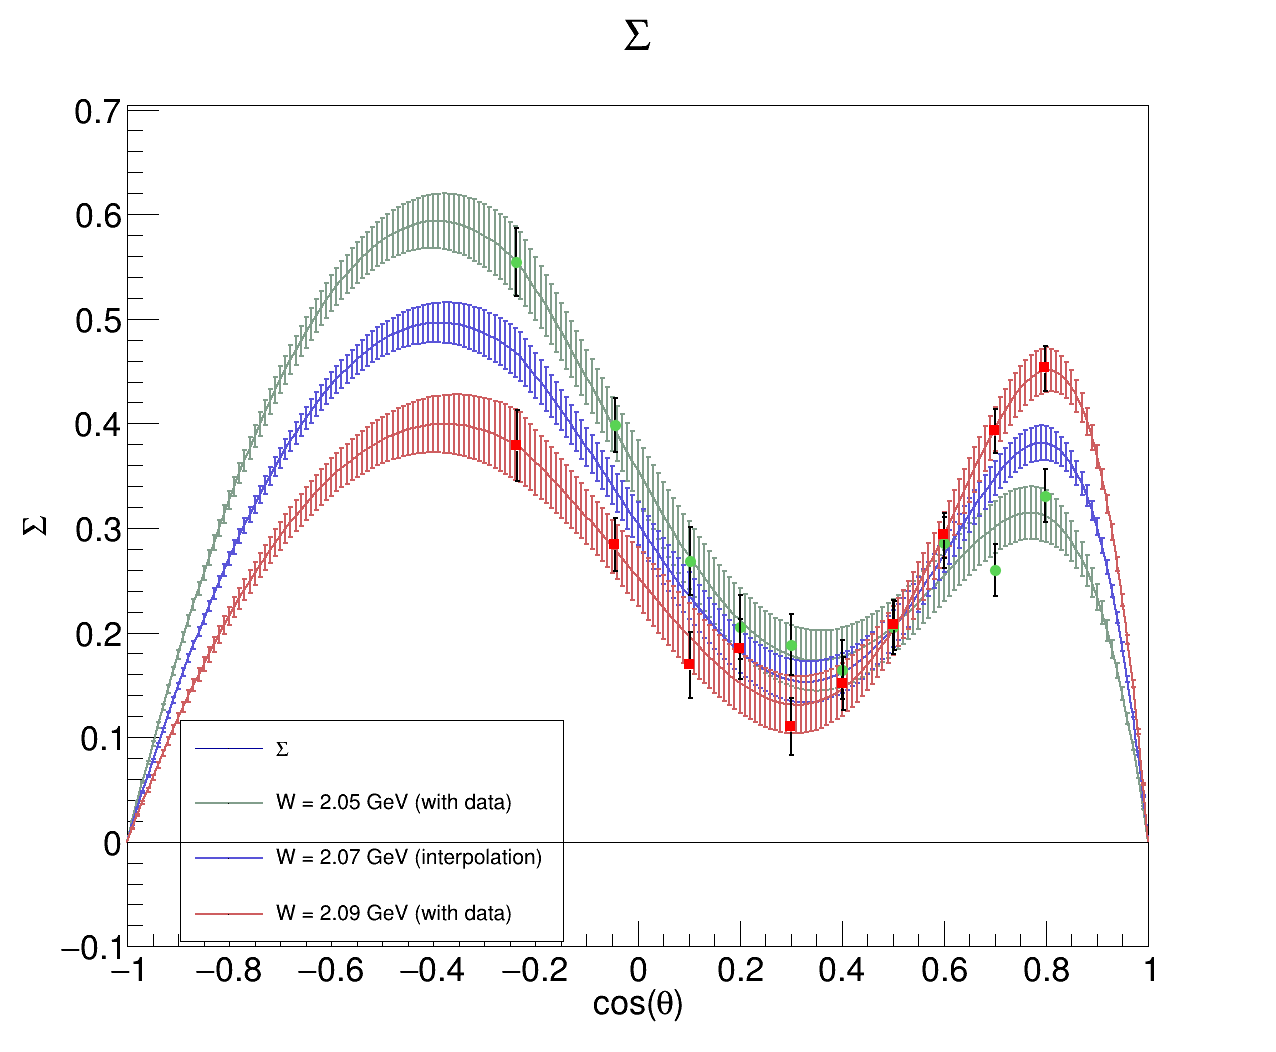 Σ
Σ
0.7
0.6
0.5
0.4
0.3
0.2
0.1
0
−0.1
Σ
W = 2.05 GeV (with data)
W = 2.07 GeV (interpolation)
W = 2.09 GeV (with data)
−1 −0.8 −0.6 −0.4 −0.2 0 0.2 0.4 0.6 0.8 1
cos(θ)